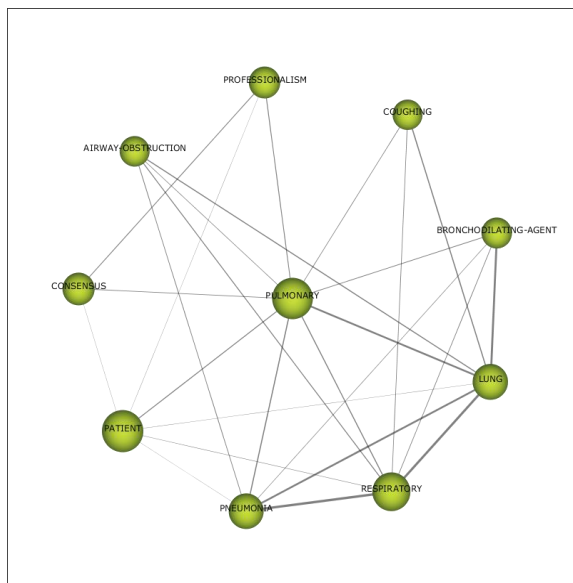 PROFESSIONALISM
COUGHING
AIRWAY-OBSTRUCTION
BRONCHODILATING-AGENT
CONSENSUS
PULMONARY
LUNG
PATIENT
RESPIRATORY
PNEUMONIA